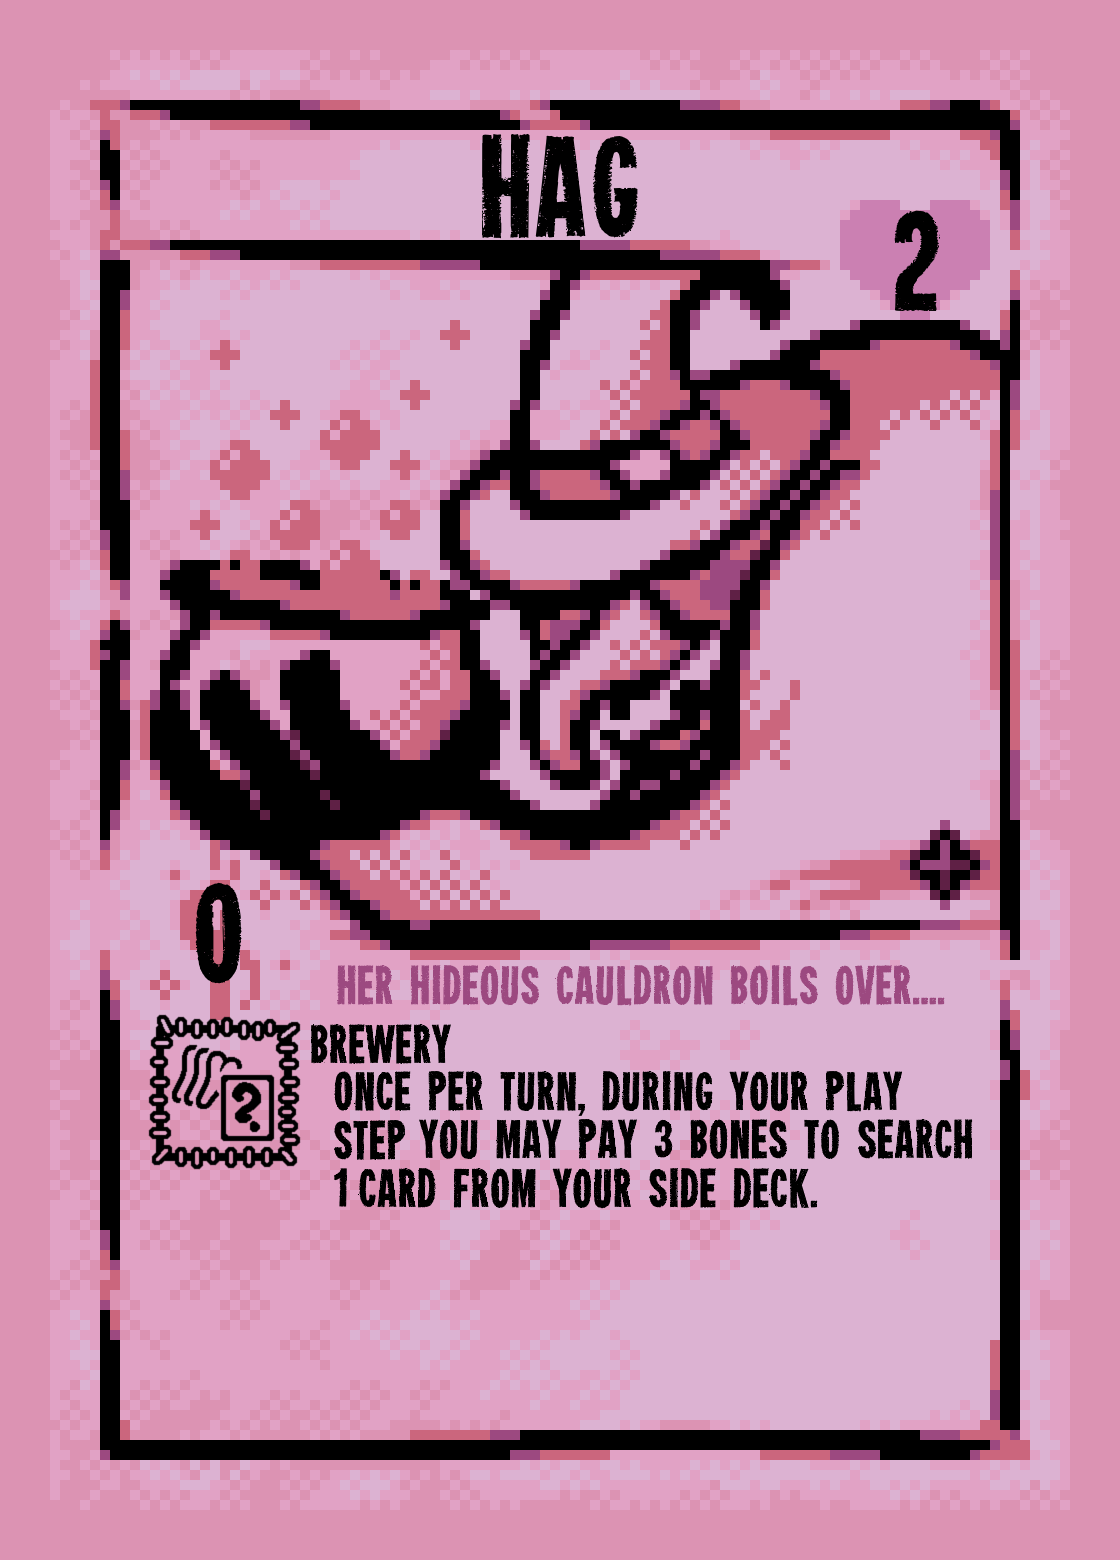 HAG
2
0
HER HIDEOUS CAULDRON BOILS OVER....
BREWERY
ONCE PER TURN, DURING YOUR PLAY
STEP YOU MAY PAY 3 BONES TO SEARCH
1 CARD FROM YOUR SIDE DECK.
?